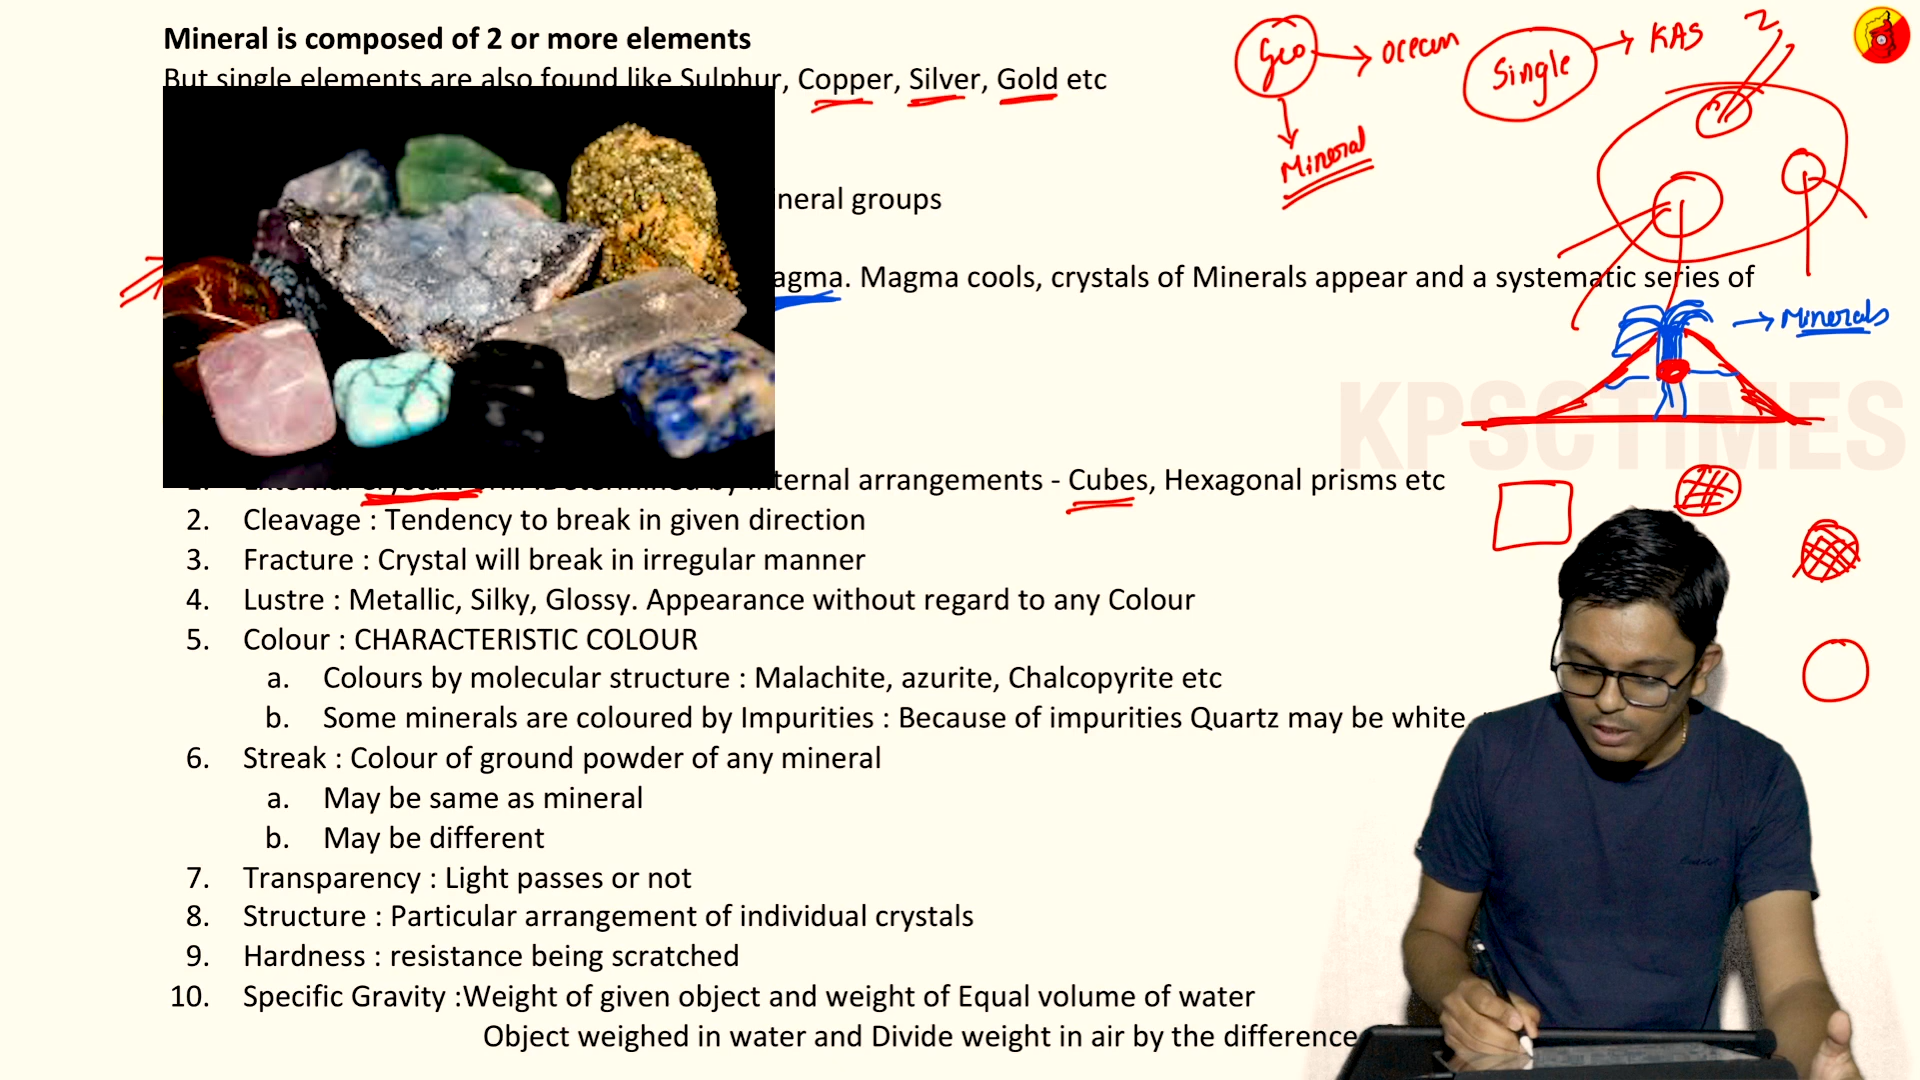 Mineral is composed of 2 or more elements
But single elements are also found like Sulphur, Copper, Silver, Gold etc
Geo → ocean
Mineral
Single → KAS
2
neral groups
agma. Magma cools, crystals of Minerals appear and a systematic series of
→ Minerals
KPSCTIMES
1. External Crystal Form :Determined by internal arrangements - Cubes, Hexagonal prisms etc
2. Cleavage : Tendency to break in given direction
3. Fracture : Crystal will break in irregular manner
4. Lustre : Metallic, Silky, Glossy. Appearance without regard to any Colour
5. Colour : CHARACTERISTIC COLOUR
a. Colours by molecular structure : Malachite, azurite, Chalcopyrite etc
b. Some minerals are coloured by Impurities : Because of impurities Quartz may be white
6. Streak : Colour of ground powder of any mineral
a. May be same as mineral
b. May be different
7. Transparency : Light passes or not
8. Structure : Particular arrangement of individual crystals
9. Hardness : resistance being scratched
10. Specific Gravity :Weight of given object and weight of Equal volume of water
Object weighed in water and Divide weight in air by the difference